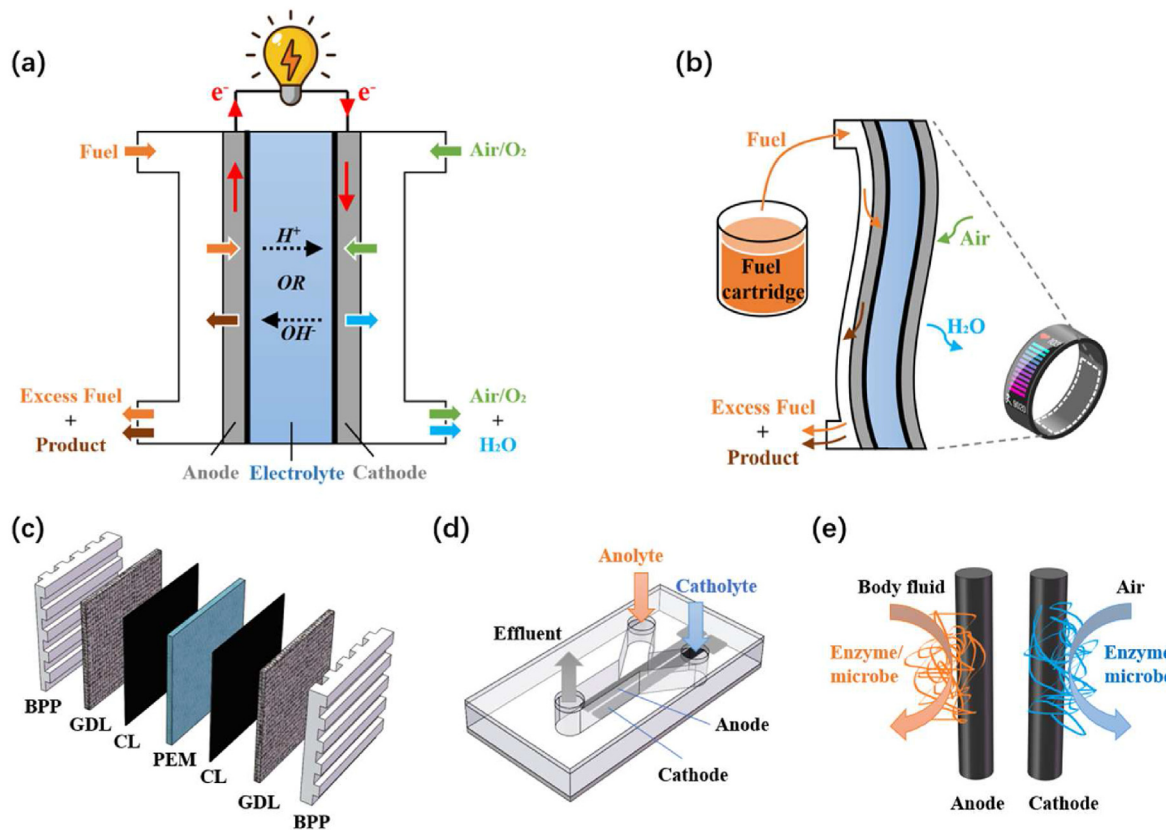 (a)
e⁻
e⁻
Fuel
Air/O₂
H⁺
OR
OH⁻
Excess Fuel
+
Product
Air/O₂
+
H₂O
Anode
Electrolyte
Cathode
(b)
Fuel
Fuel
cartridge
Air
H₂O
Excess Fuel
+
Product
(c)
BPP
GDL
CL
PEM
CL
GDL
BPP
(d)
Anolyte
Catholyte
Effluent
Anode
Cathode
(e)
Body fluid
Air
Enzyme/
microbe
Enzyme
microbe
Anode
Cathode